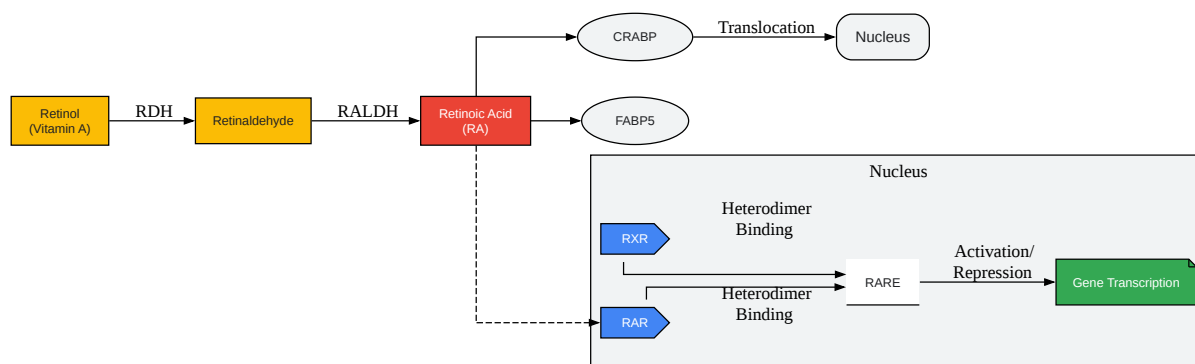 CRABP
Translocation
Nucleus
Retinol
(Vitamin A)
RDH
Retinaldehyde
RALDH
Retinoic Acid
(RA)
FABP5
Nucleus
Heterodimer
Binding
RXR
Activation/
Repression
RARE
Gene Transcription
Heterodimer
Binding
RAR